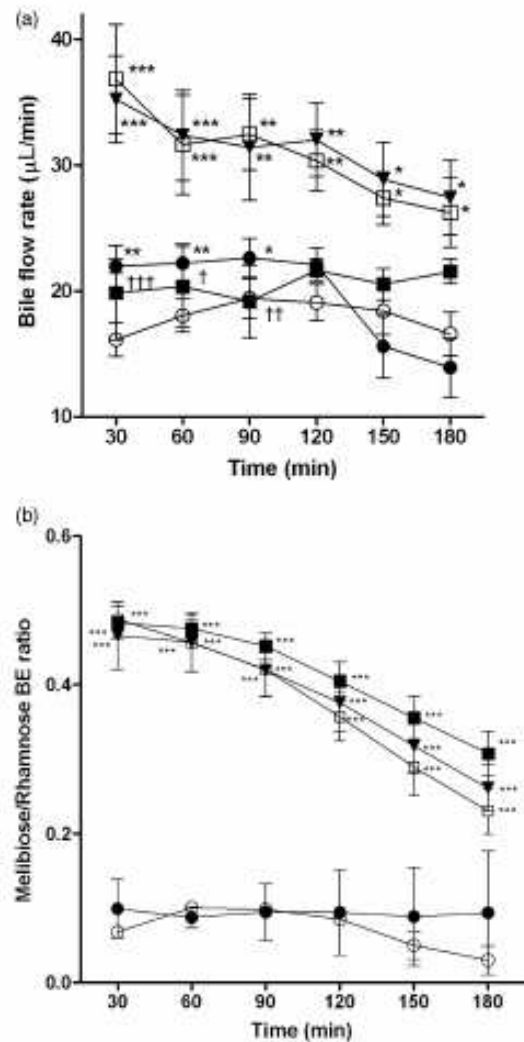 (a)
Bile flow rate (μL/min)
40
30
20
10
*** *** *** *** ** ** ** ** * * * *
** ** *
††† † ††
30 60 90 120 150 180
Time (min)
(b)
Melibiose/Rhamnose BE ratio
0.6
0.4
0.2
0.0
*** *** *** *** *** *** *** *** *** *** *** *** *** *** *** ***
30 60 90 120 150 180
Time (min)